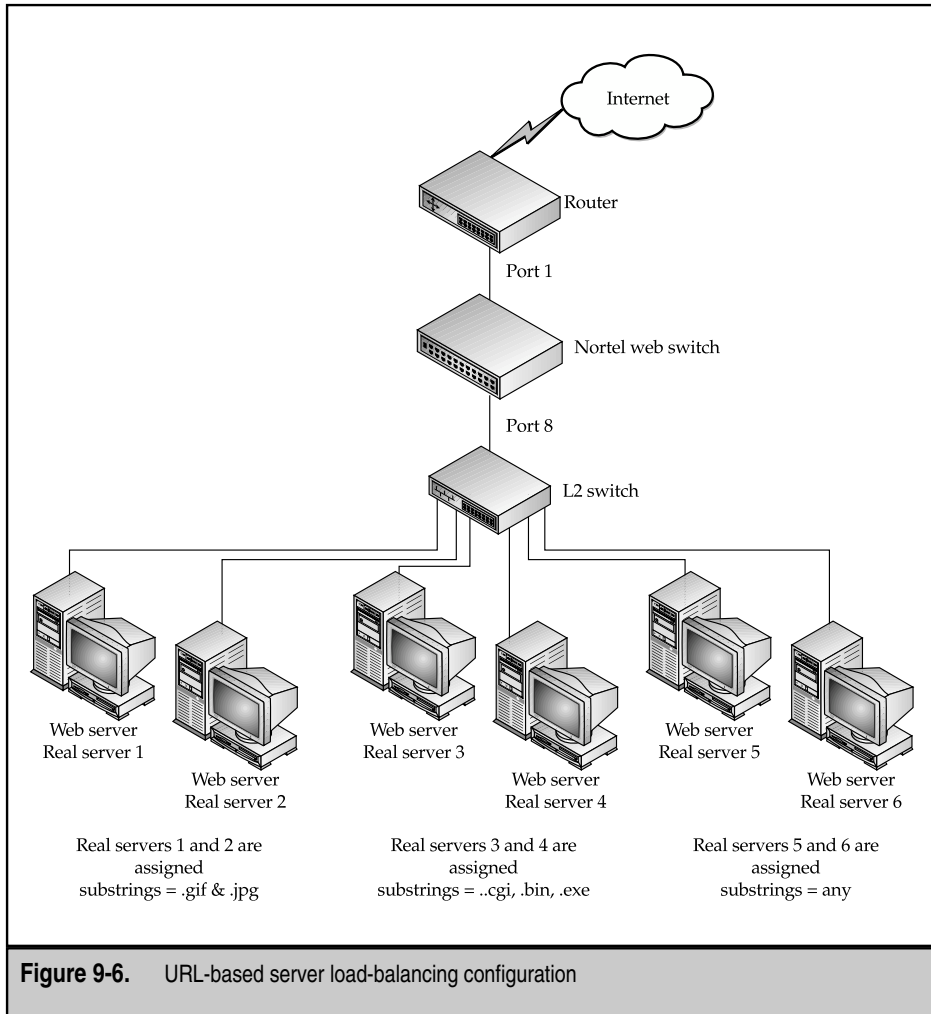 Internet
Router
Port 1
Nortel web switch
Port 8
L2 switch
Web server
Real server 1
Web server
Real server 2
Web server
Real server 3
Web server
Real server 4
Web server
Real server 5
Web server
Real server 6
Real servers 1 and 2 are
assigned
substrings = .gif & .jpg
Real servers 3 and 4 are
assigned
substrings = ..cgi, .bin, .exe
Real servers 5 and 6 are
assigned
substrings = any
Figure 9-6. URL-based server load-balancing configuration